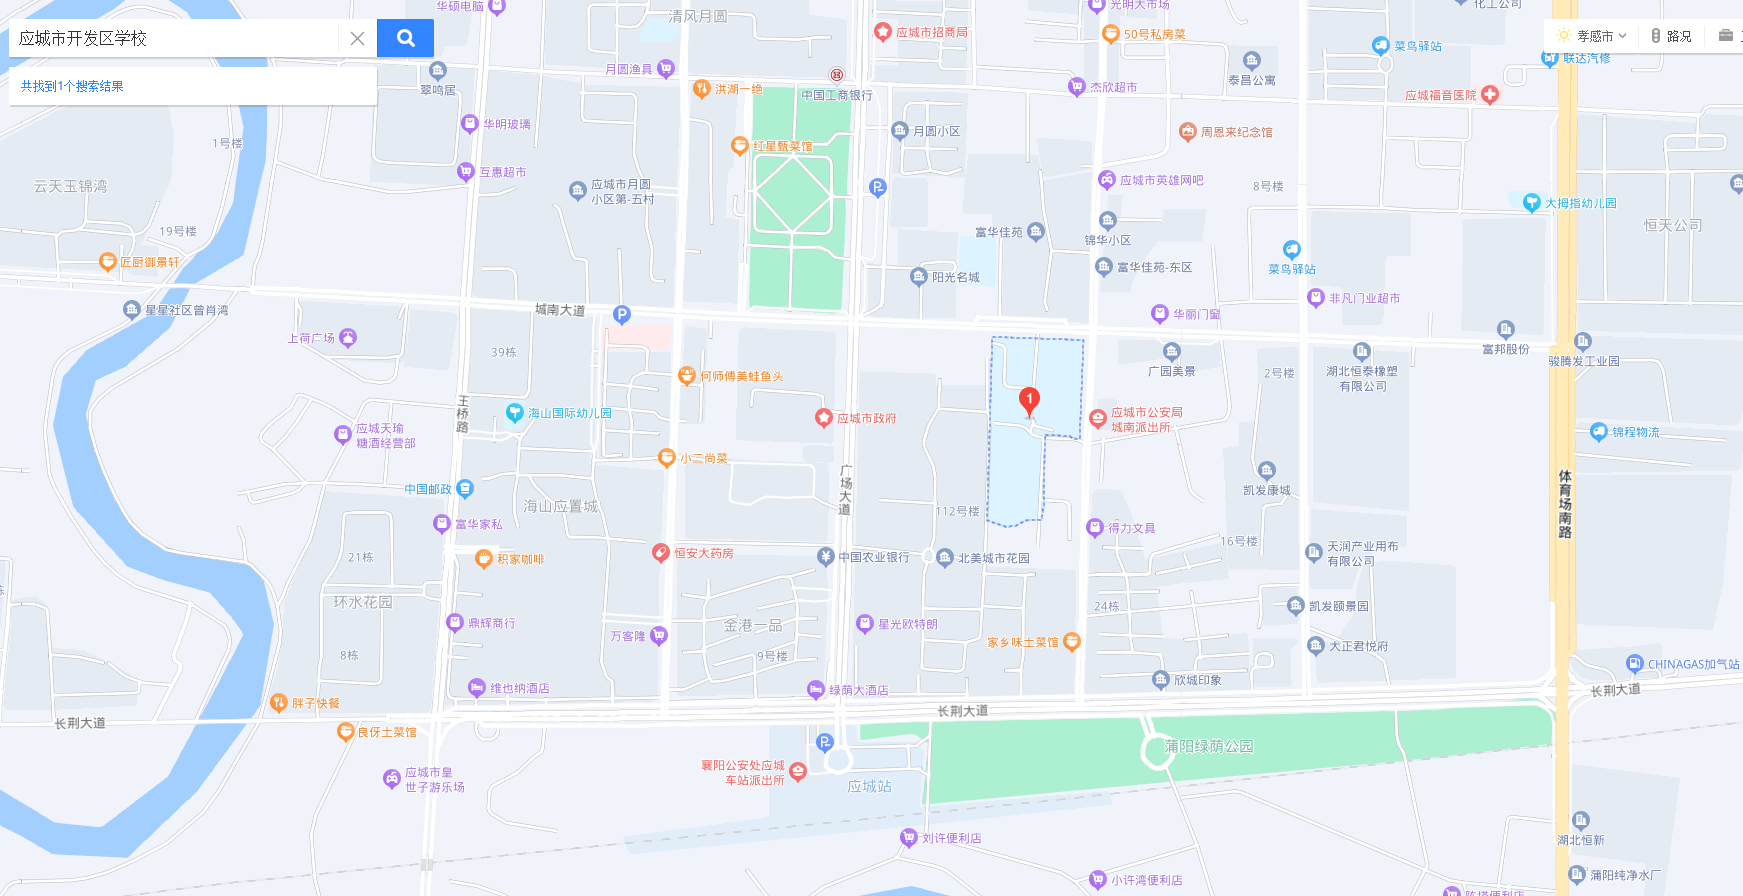 华硕电脑
清风月圆
光明大市场
化工公司
应城市开发区学校
应城市招商局
50号私房菜
菜鸟驿站
孝感市
路况
联达汽修
共找到1个搜索结果
翠鸣居
月圆渔具
洪湖一绝
中国工商银行
杰欣超市
泰昌公寓
应城福音医院
1号楼
华明玻璃
红星甄菜馆
月圆小区
周恩来纪念馆
云天玉锦湾
互惠超市
应城市月圆
小区第-五村
应城市英雄网吧
8号楼
大拇指幼儿园
恒天公司
19号楼
富华佳苑
锦华小区
匠厨御景轩
阳光名城
富华佳苑-东区
菜鸟驿站
星星社区曾肖湾
城南大道
华丽门窗
非凡门业超市
上荷广场
39栋
富邦股份
骏腾发工业园
何师傅美蛙鱼头
广园美景
2号楼
湖北恒泰橡塑
有限公司
王桥路
海山国际幼儿园
应城市政府
1
应城市公安局
城南派出所
应城天瑜
糖酒经营部
锦程物流
小二尚菜
广场大道
体育场南路
中国邮政
海山应置城
凯发康城
富华家私
112号楼
得力文具
21栋
积家咖啡
恒安大药房
中国农业银行
北美城市花园
16号楼
天润产业用布
有限公司
环水花园
24栋
凯发颐景园
鼎辉商行
万客隆
金港一品
星光欧特朗
8栋
9号楼
家乡味土菜馆
大正君悦府
CHINAGAS加气站
维也纳酒店
绿荫大酒店
欣城印象
长荆大道
胖子快餐
长荆大道
长荆大道
良伢土菜馆
蒲阳绿荫公园
应城市皇
世子游乐场
襄阳公安处应城
车站派出所
应城站
刘许便利店
湖北恒新
小许湾便利店
蒲阳纯净水厂
陈塔便利店